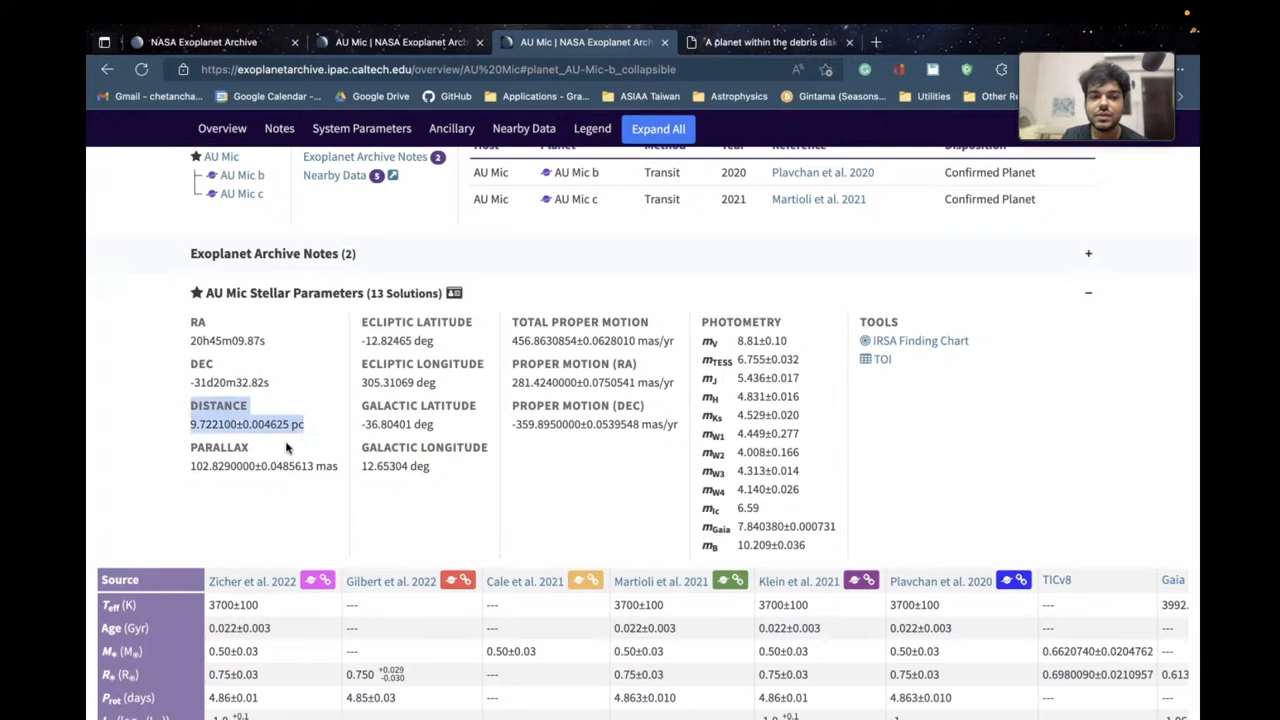 NASA Exoplanet Archive
AU Mic | NASA Exoplanet Arch
AU Mic | NASA Exoplanet Arch
"A planet within the debris disk
https://exoplanetarchive.ipac.caltech.edu/overview/AU%20Mic#planet_AU-Mic-b_collapsible
Gmail - chetancha...
Google Calendar -...
Google Drive
GitHub
Applications - Gra...
ASIAA Taiwan
Astrophysics
Gintama (Seasons...
Utilities
Other Re
Overview Notes System Parameters Ancillary Nearby Data Legend Expand All
Host Planet Method Year Reference Disposition
AU Mic
AU Mic b
AU Mic c
Exoplanet Archive Notes 2
Nearby Data 5
AU Mic AU Mic b Transit 2020 Plavchan et al. 2020 Confirmed Planet
AU Mic AU Mic c Transit 2021 Martioli et al. 2021 Confirmed Planet
Exoplanet Archive Notes (2) +
AU Mic Stellar Parameters (13 Solutions) −
RA
20h45m09.87s
DEC
-31d20m32.82s
DISTANCE
9.722100±0.004625 pc
PARALLAX
102.8290000±0.0485613 mas
ECLIPTIC LATITUDE
-12.82465 deg
ECLIPTIC LONGITUDE
305.31069 deg
GALACTIC LATITUDE
-36.80401 deg
GALACTIC LONGITUDE
12.65304 deg
TOTAL PROPER MOTION
456.8630854±0.0628010 mas/yr
PROPER MOTION (RA)
281.4240000±0.0750541 mas/yr
PROPER MOTION (DEC)
-359.8950000±0.0539548 mas/yr
PHOTOMETRY
mV 8.81±0.10
mTESS 6.755±0.032
mJ 5.436±0.017
mH 4.831±0.016
mKs 4.529±0.020
mW1 4.449±0.277
mW2 4.008±0.166
mW3 4.313±0.014
mW4 4.140±0.026
mIc 6.59
mGaia 7.840380±0.000731
mB 10.209±0.036
TOOLS
IRSA Finding Chart
TOI
Source Zicher et al. 2022 Gilbert et al. 2022 Cale et al. 2021 Martioli et al. 2021 Klein et al. 2021 Plavchan et al. 2020 TICv8 Gaia
Teff (K) 3700±100 --- --- 3700±100 3700±100 3700±100 --- 3992.
Age (Gyr) 0.022±0.003 --- --- 0.022±0.003 0.022±0.003 0.022±0.003 --- ---
M* (M⊙) 0.50±0.03 --- 0.50±0.03 0.50±0.03 0.50±0.03 0.50±0.03 0.6620740±0.0204762 ---
R* (R⊙) 0.75±0.03 0.750 +0.029 -0.030 --- 0.75±0.03 0.75±0.03 0.75±0.03 0.6980090±0.0210957 0.613
Prot (days) 4.86±0.01 4.85±0.03 --- 4.863±0.010 4.86±0.01 4.863±0.010 --- ---